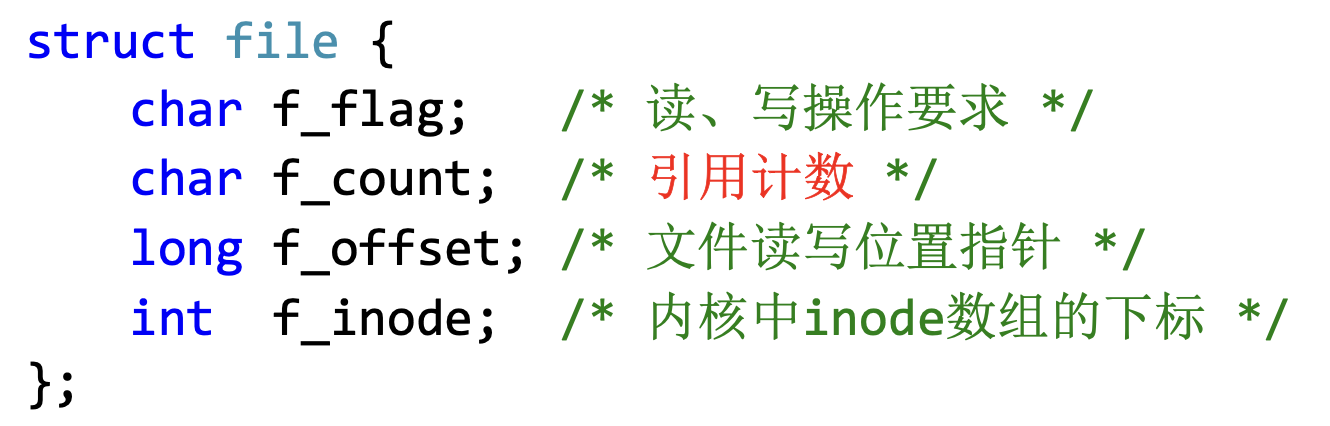 struct file {
char f_flag; /* 读、写操作要求 */
char f_count; /* 引用计数 */
long f_offset; /* 文件读写位置指针 */
int f_inode; /* 内核中inode数组的下标 */
};